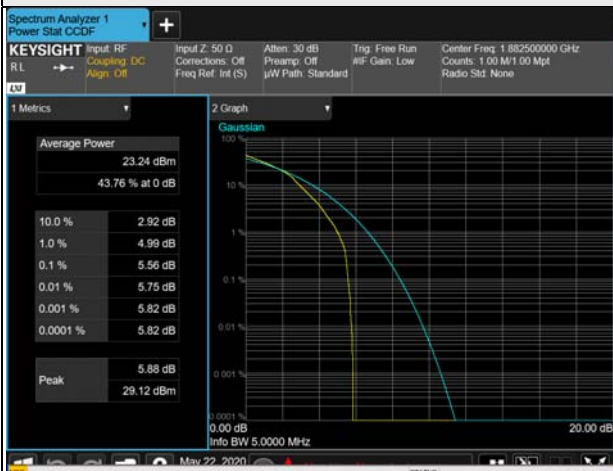 Spectrum Analyzer 1
Power Stat CCDF
+
KEYSIGHT
RL
LXI
Input: RF
Coupling: DC
Align: Off
Input Z: 50 Ω
Corrections: Off
Freq Ref: Int (S)
Atten: 30 dB
Preamp: Off
µW Path: Standard
Trig: Free Run
#IF Gain: Low
Center Freq: 1.882500000 GHz
Counts: 1.00 M/1.00 Mpt
Radio Std: None
1 Metrics
Average Power
23.24 dBm
43.76 % at 0 dB
10.0 % 2.92 dB
1.0 % 4.99 dB
0.1 % 5.56 dB
0.01 % 5.75 dB
0.001 % 5.82 dB
0.0001 % 5.82 dB
Peak 5.88 dB
29.12 dBm
2 Graph
Gaussian
100 %
10 %
1 %
0.1 %
0.01 %
0.001 %
0.0001 %
0.00 dB 20.00 dB
Info BW 5.0000 MHz
May 22, 2020
STATUS